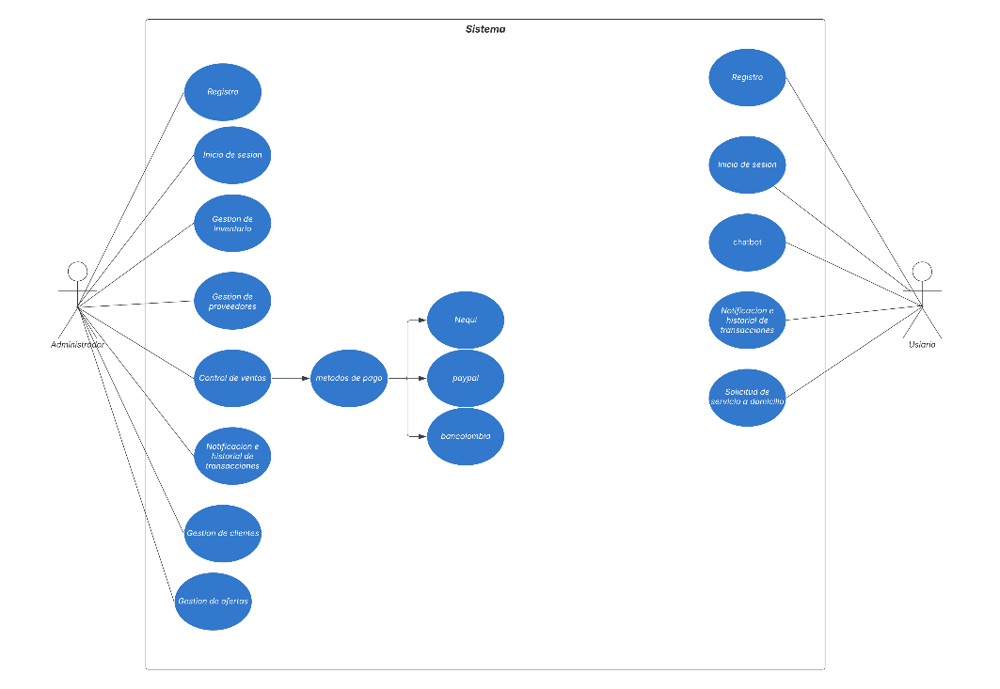 Sistema
Registro
Inicio de sesion
Gestion de
inventario
Gestion de
proveedores
Administrador
Control de ventas
metodos de pago
Nequi
paypal
bancolombia
Notificacion e
historial de
transacciones
Gestion de clientes
Gestion de ofertas
Registro
Inicio de sesion
chatbot
Notificacion e
historial de
transacciones
Solicitud de
servicio a domicilio
Usiario